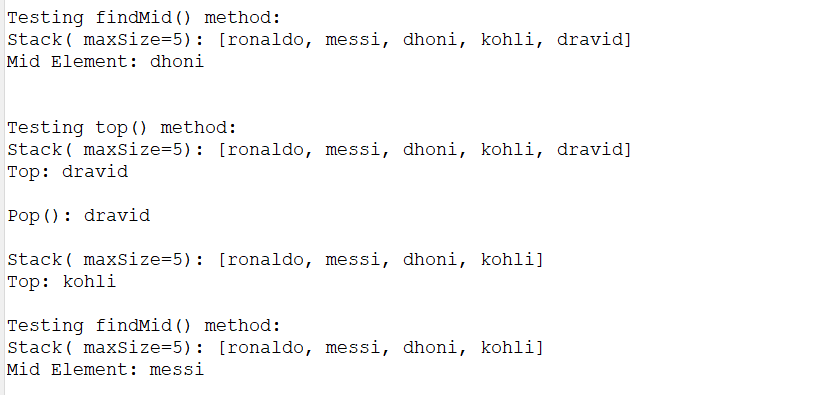 Testing findMid() method:
Stack( maxSize=5): [ronaldo, messi, dhoni, kohli, dravid]
Mid Element: dhoni
Testing top() method:
Stack( maxSize=5): [ronaldo, messi, dhoni, kohli, dravid]
Top: dravid
Pop(): dravid
Stack( maxSize=5): [ronaldo, messi, dhoni, kohli]
Top: kohli
Testing findMid() method:
Stack( maxSize=5): [ronaldo, messi, dhoni, kohli]
Mid Element: messi